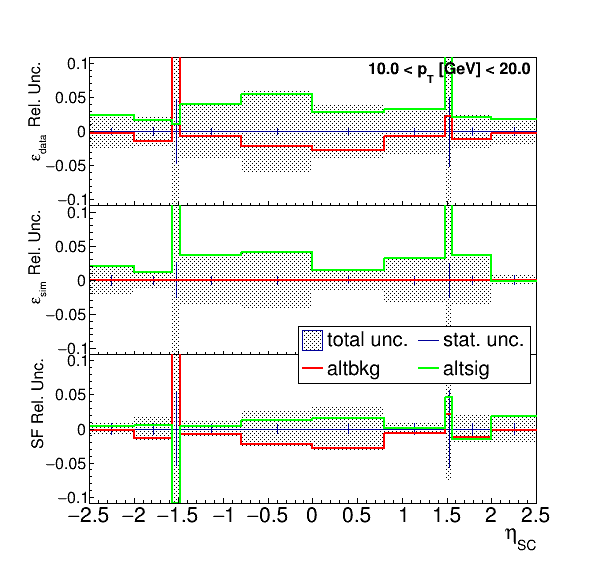 10.0 < p_T [GeV] < 20.0
ε_data Rel. Unc.
0.1
0.05
0
−0.05
−0.1
ε_sim Rel. Unc.
0.1
0.05
0
−0.05
−0.1
total unc. stat. unc.
altbkg altsig
SF Rel. Unc.
0.1
0.05
0
−0.05
−0.1
−2.5 −2 −1.5 −1 −0.5 0 0.5 1 1.5 2 2.5
η_SC